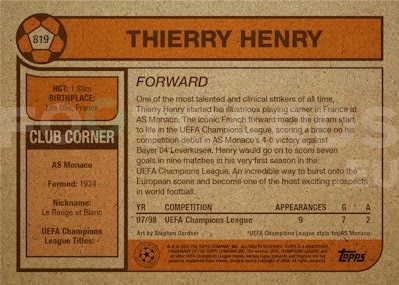 819
THIERRY HENRY
HGT: 1.88m
BIRTHPLACE:
Les Ulis, France
CLUB CORNER
AS Monaco
Formed: 1924
Nickname:
Le Rouge et Blanc
UEFA Champions
League Titles:
FORWARD
One of the most talented and clinical strikers of all time,
Thierry Henry started his illustrious playing career in France at
AS Monaco. The iconic French forward made the dream start
to life in the UEFA Champions League, scoring a brace on his
competition debut in AS Monaco's 4-0 victory against
Bayer 04 Leverkusen. Henry would go on to score seven
goals in nine matches in his very first season in the
UEFA Champions League. An incredible way to burst onto the
European scene and become one of the most exciting prospects
in world football.
YR COMPETITION APPEARANCES G A
97/98 UEFA Champions League 9 7 2
Art by Stephen Gardner
*UEFA Champions League stats for AS Monaco
TOPPS